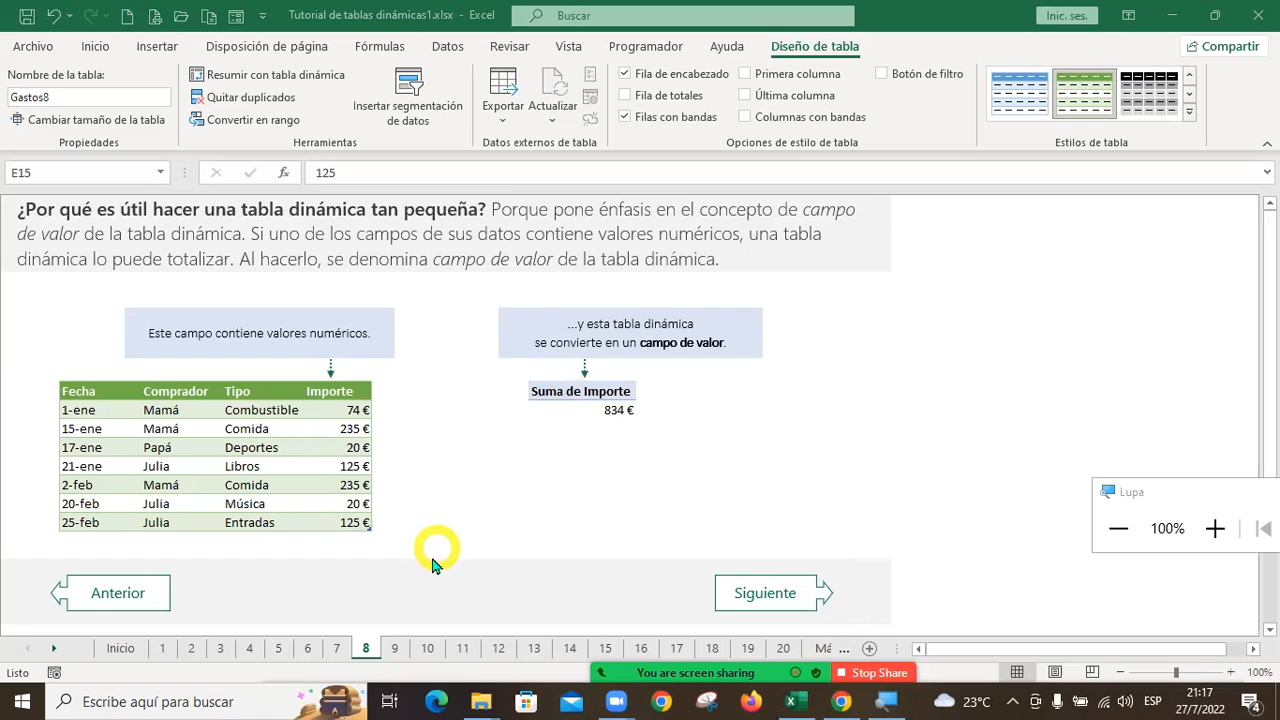 Tutorial de tablas dinámicas1.xlsx - Excel
Buscar
Inic. ses.
Archivo Inicio Insertar Disposición de página Fórmulas Datos Revisar Vista Programador Ayuda Diseño de tabla Compartir
Nombre de la tabla:
Gastos8
Cambiar tamaño de la tabla
Propiedades
Resumir con tabla dinámica
Quitar duplicados
Convertir en rango
Insertar segmentación
de datos
Herramientas
Exportar Actualizar
Datos externos de tabla
Fila de encabezado Primera columna Botón de filtro
Fila de totales Última columna
Filas con bandas Columnas con bandas
Opciones de estilo de tabla
Estilos de tabla
E15 fx 125
¿Por qué es útil hacer una tabla dinámica tan pequeña? Porque pone énfasis en el concepto de campo
de valor de la tabla dinámica. Si uno de los campos de sus datos contiene valores numéricos, una tabla
dinámica lo puede totalizar. Al hacerlo, se denomina campo de valor de la tabla dinámica.
Este campo contiene valores numéricos.
...y esta tabla dinámica
se convierte en un campo de valor.
Fecha Comprador Tipo Importe
1-ene Mamá Combustible 74 €
15-ene Mamá Comida 235 €
17-ene Papá Deportes 20 €
21-ene Julia Libros 125 €
2-feb Mamá Comida 235 €
20-feb Julia Música 20 €
25-feb Julia Entradas 125 €
Suma de Importe
834 €
Lupa
100%
Anterior
Siguiente
Inicio 1 2 3 4 5 6 7 8 9 10 11 12 13 14 15 16 17 18 19 20 Má ...
Listo
You are screen sharing Stop Share
100%
Escribe aquí para buscar
23°C
ESP
21:17
27/7/2022
4